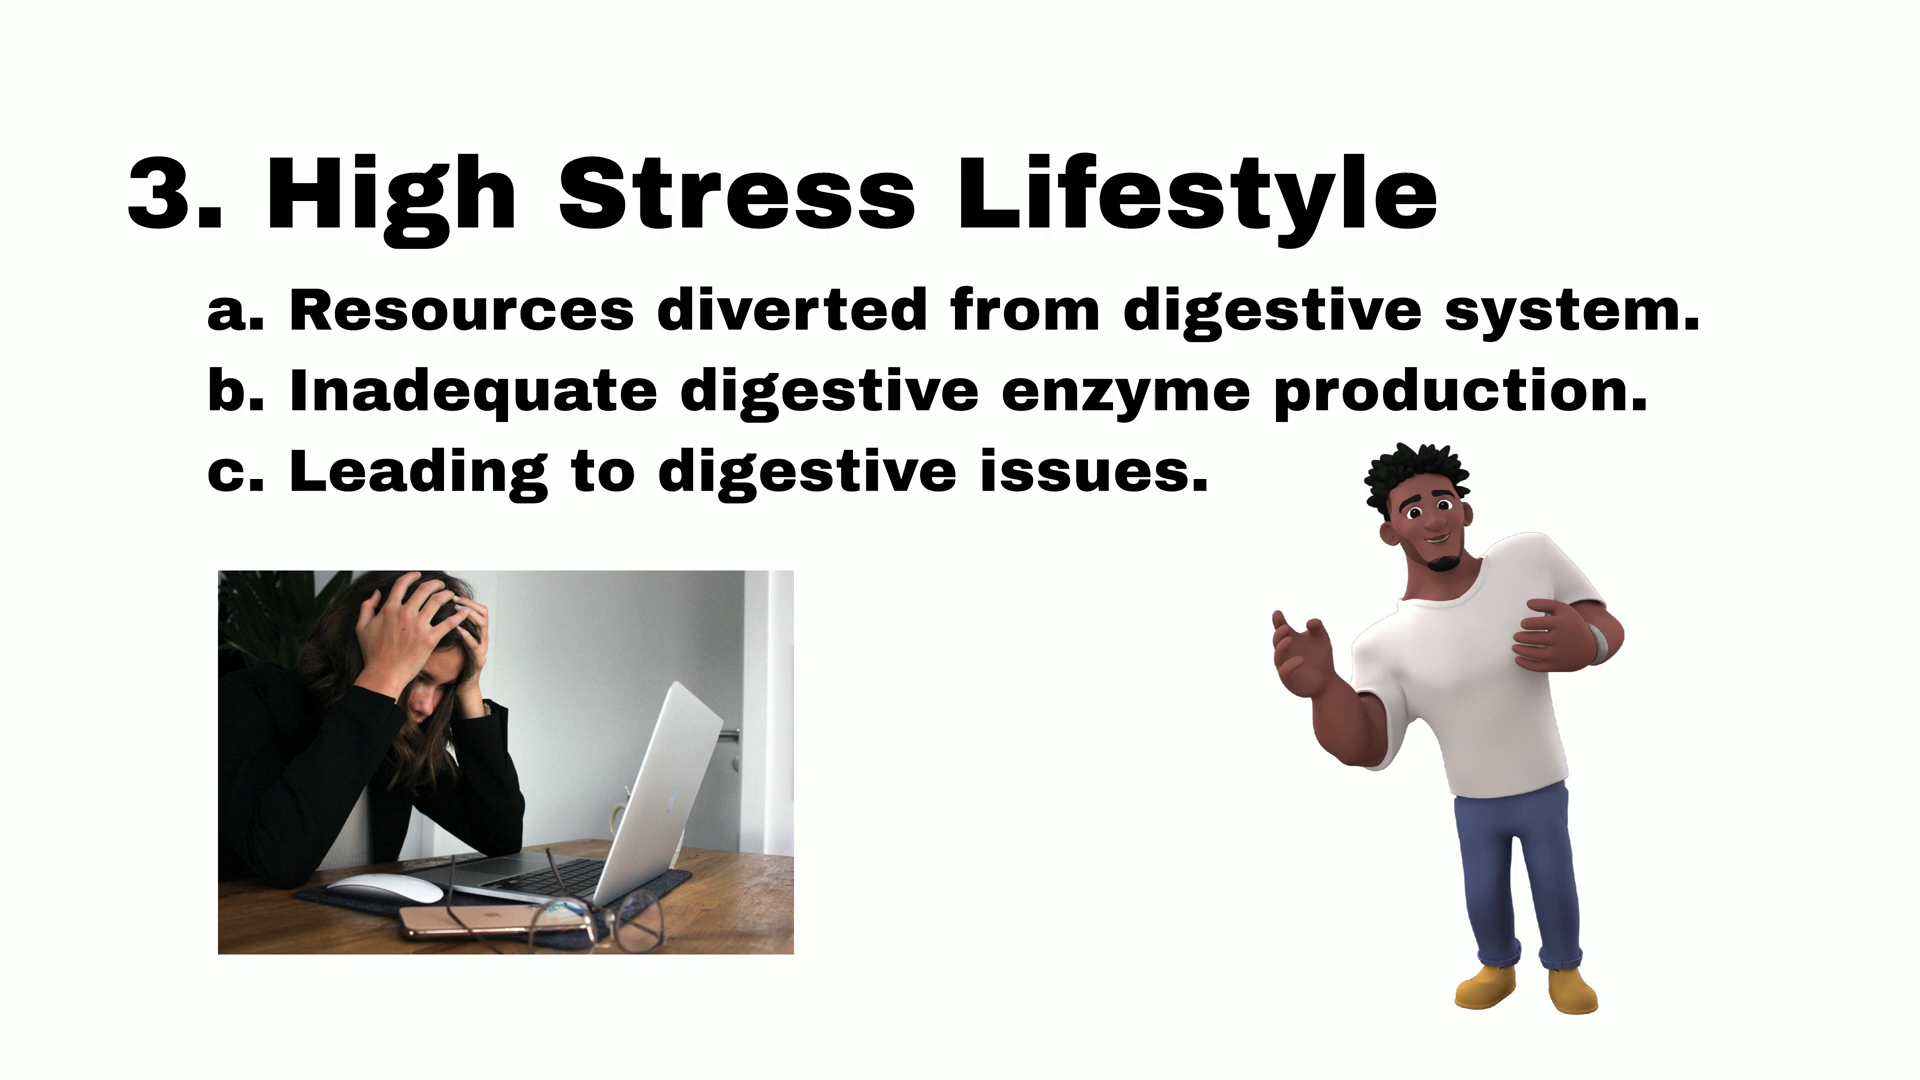 3. High Stress Lifestyle
a. Resources diverted from digestive system.
b. Inadequate digestive enzyme production.
c. Leading to digestive issues.